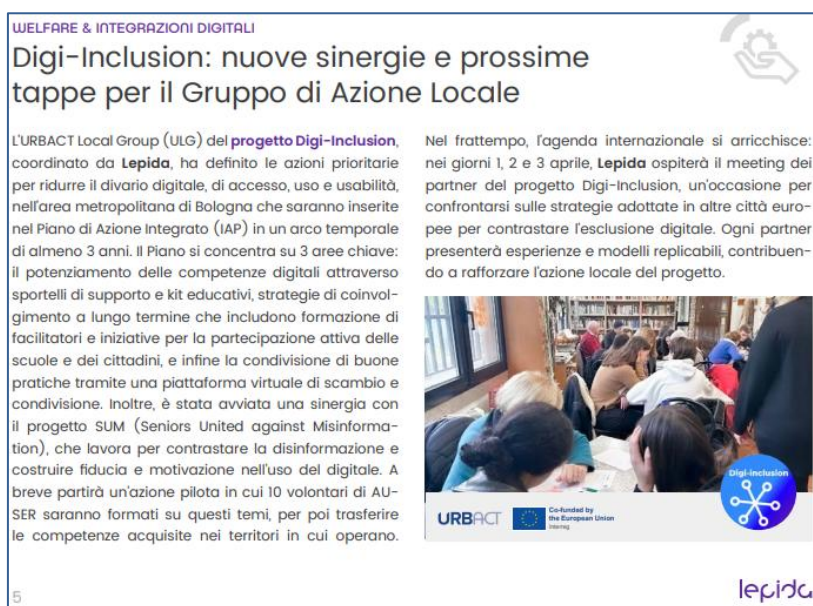 WELFARE & INTEGRAZIONI DIGITALI
Digi-Inclusion: nuove sinergie e prossime
tappe per il Gruppo di Azione Locale
L'URBACT Local Group (ULG) del progetto Digi-Inclusion,
coordinato da Lepida, ha definito le azioni prioritarie
per ridurre il divario digitale, di accesso, uso e usabilità,
nell'area metropolitana di Bologna che saranno inserite
nel Piano di Azione Integrato (IAP) in un arco temporale
di almeno 3 anni. Il Piano si concentra su 3 aree chiave:
il potenziamento delle competenze digitali attraverso
sportelli di supporto e kit educativi, strategie di coinvol-
gimento a lungo termine che includono formazione di
facilitatori e iniziative per la partecipazione attiva delle
scuole e dei cittadini, e infine la condivisione di buone
pratiche tramite una piattaforma virtuale di scambio e
condivisione. Inoltre, è stata avviata una sinergia con
il progetto SUM (Seniors United against Misinforma-
tion), che lavora per contrastare la disinformazione e
costruire fiducia e motivazione nell'uso del digitale. A
breve partirà un'azione pilota in cui 10 volontari di AU-
SER saranno formati su questi temi, per poi trasferire
le competenze acquisite nei territori in cui operano.
Nel frattempo, l'agenda internazionale si arricchisce:
nei giorni 1, 2 e 3 aprile, Lepida ospiterà il meeting dei
partner del progetto Digi-Inclusion, un'occasione per
confrontarsi sulle strategie adottate in altre città euro-
pee per contrastare l'esclusione digitale. Ogni partner
presenterà esperienze e modelli replicabili, contribuen-
do a rafforzare l'azione locale del progetto.
Digi-inclusion
URBACT
Co-funded by
the European Union
Interreg
5
lepida